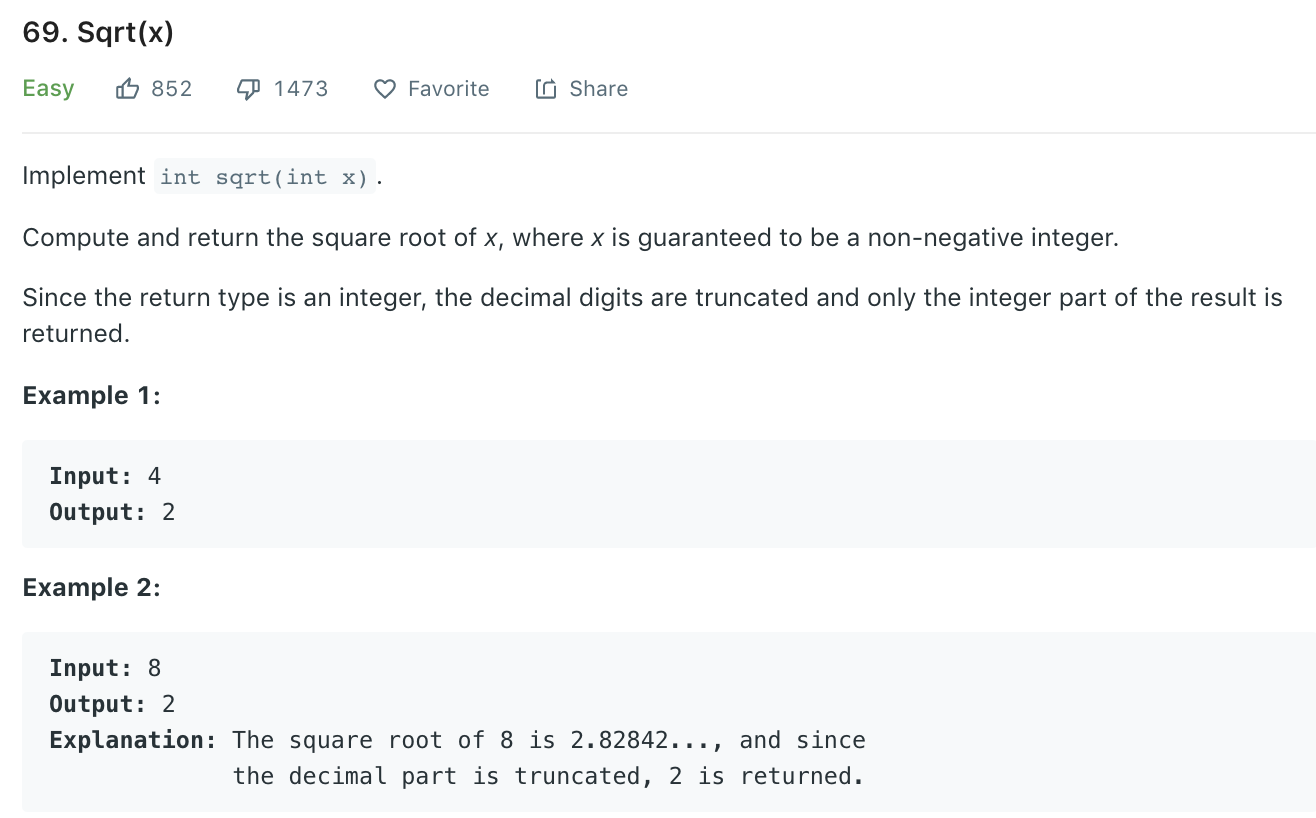 69. Sqrt(x)
Easy 852 1473 Favorite Share
Implement int sqrt(int x).
Compute and return the square root of x, where x is guaranteed to be a non-negative integer.
Since the return type is an integer, the decimal digits are truncated and only the integer part of the result is
returned.
Example 1:
Input: 4
Output: 2
Example 2:
Input: 8
Output: 2
Explanation: The square root of 8 is 2.82842..., and since
the decimal part is truncated, 2 is returned.